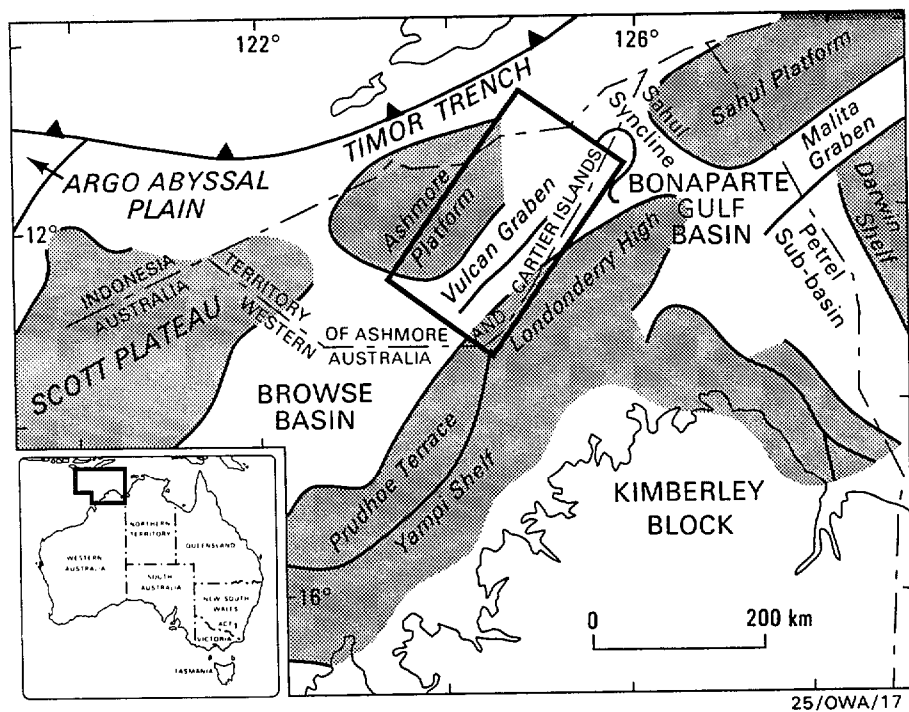 122°
126°
TIMOR TRENCH
Sahul
Syncline
Sahul Platform
Malita
Graben
ARGO ABYSSAL
PLAIN
Ashmore
Platform
Vulcan Graben
BONAPARTE
GULF
BASIN
Darwin
Shelf
12°
Petrel
Sub-basin
INDONESIA
AUSTRALIA
TERRITORY
WESTERN
OF ASHMORE
AUSTRALIA
AND CARTIER ISLANDS
Londonderry High
SCOTT PLATEAU
BROWSE
BASIN
Prudhoe Terrace
Yampi Shelf
KIMBERLEY
BLOCK
16°
0
200 km
WESTERN
AUSTRALIA
NORTHERN
TERRITORY
QUEENSLAND
SOUTH
AUSTRALIA
NEW SOUTH
WALES
ACT
VICTORIA
TASMANIA
25/OWA/17